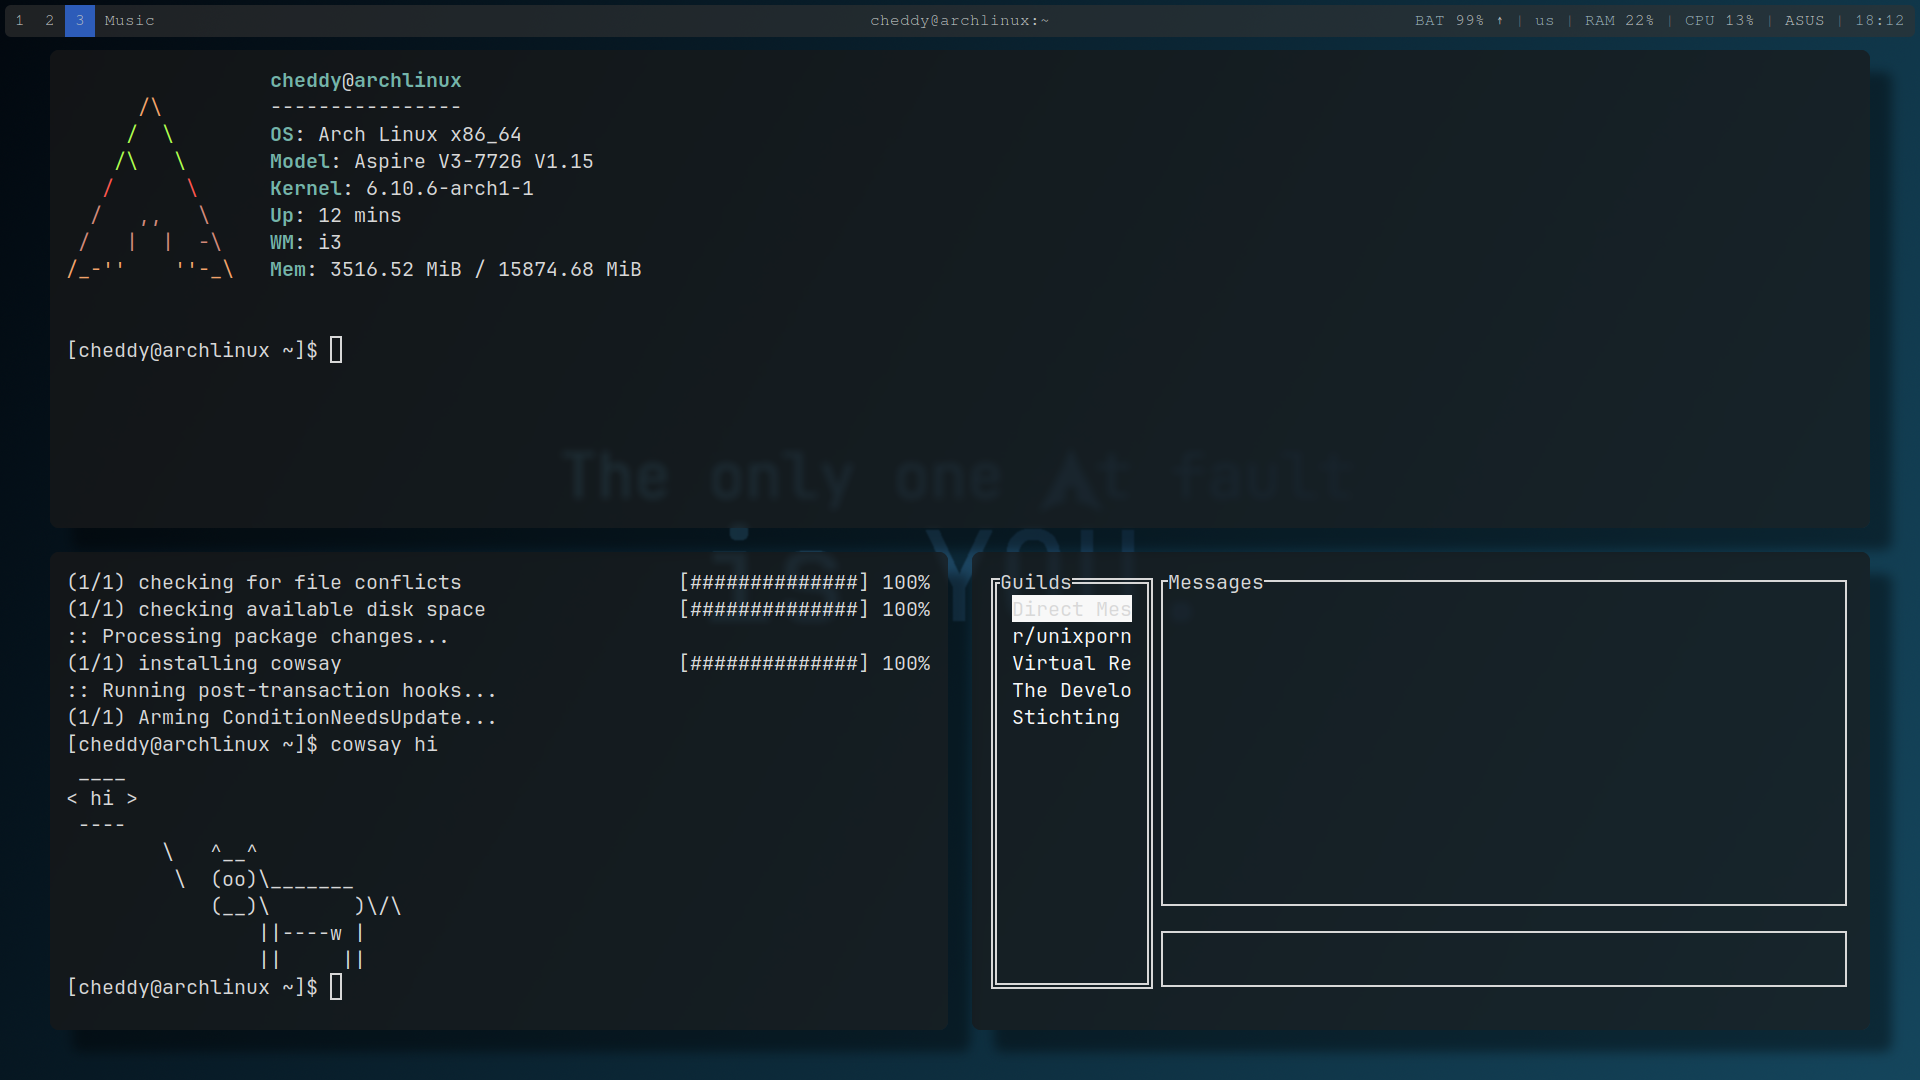 1 2 3 Music cheddy@archlinux:~ BAT 99% ↑ | us | RAM 22% | CPU 13% | ASUS | 18:12
cheddy@archlinux
----------------
OS: Arch Linux x86_64
Model: Aspire V3-772G V1.15
Kernel: 6.10.6-arch1-1
Up: 12 mins
WM: i3
Mem: 3516.52 MiB / 15874.68 MiB
[cheddy@archlinux ~]$
The only one At fault
is YOU.
(1/1) checking for file conflicts [##############] 100%
(1/1) checking available disk space [##############] 100%
:: Processing package changes...
(1/1) installing cowsay [##############] 100%
:: Running post-transaction hooks...
(1/1) Arming ConditionNeedsUpdate...
[cheddy@archlinux ~]$ cowsay hi
 ____
< hi >
 ----
        \   ^__^
         \  (oo)\_______
            (__)\       )\/\
                ||----w |
                ||     ||
[cheddy@archlinux ~]$
Guilds
Direct Mes
r/unixporn
Virtual Re
The Develo
Stichting
Messages